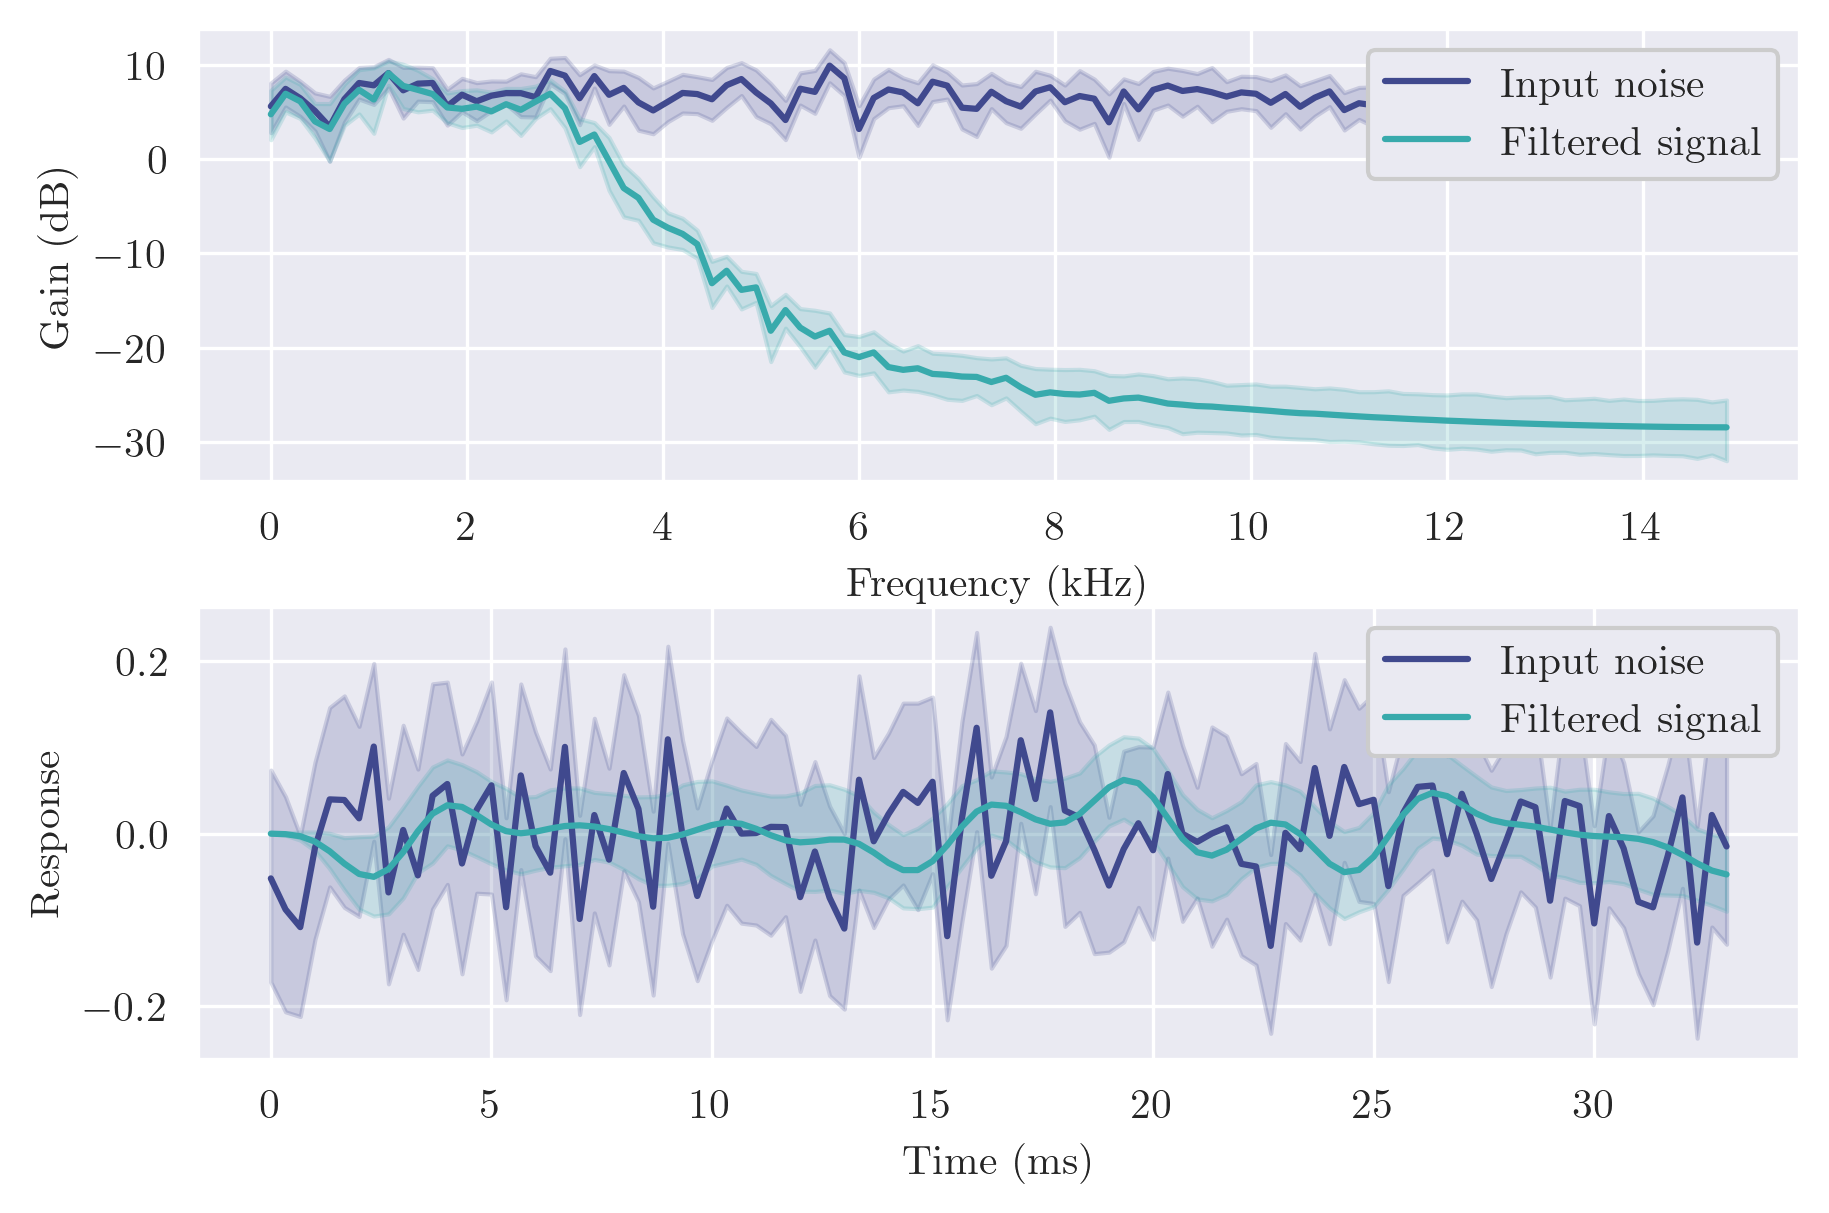 Input noise
Filtered signal
Gain (dB)
10
0
−10
−20
−30
0 2 4 6 8 10 12 14
Frequency (kHz)
Input noise
Filtered signal
Response
0.2
0.0
−0.2
0 5 10 15 20 25 30
Time (ms)